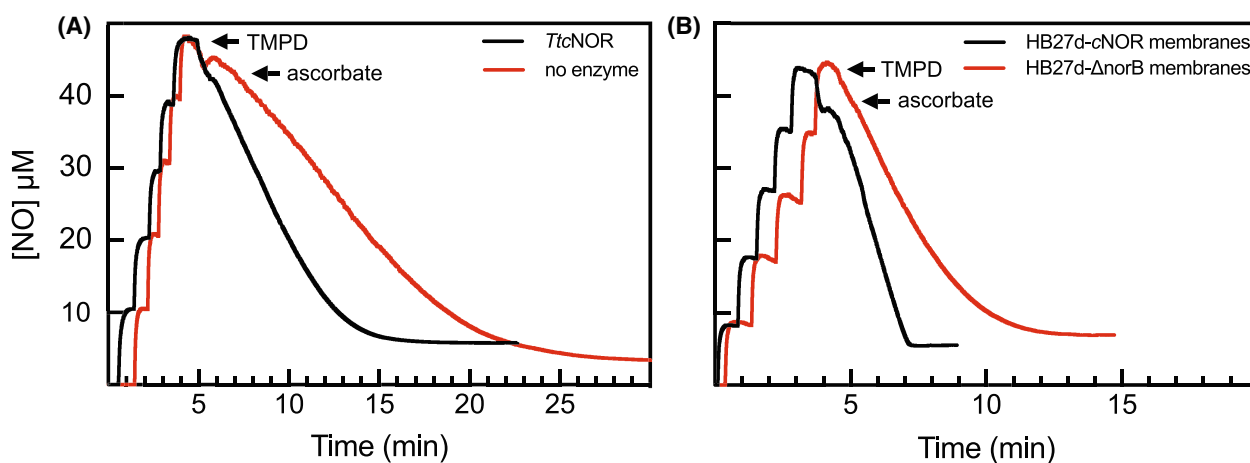 (A)
TMPD
ascorbate
TtcNOR
no enzyme
[NO] µM
40
30
20
10
5
10
15
20
25
Time (min)
(B)
HB27d-cNOR membranes
HB27d-ΔnorB membranes
TMPD
ascorbate
5
10
15
Time (min)